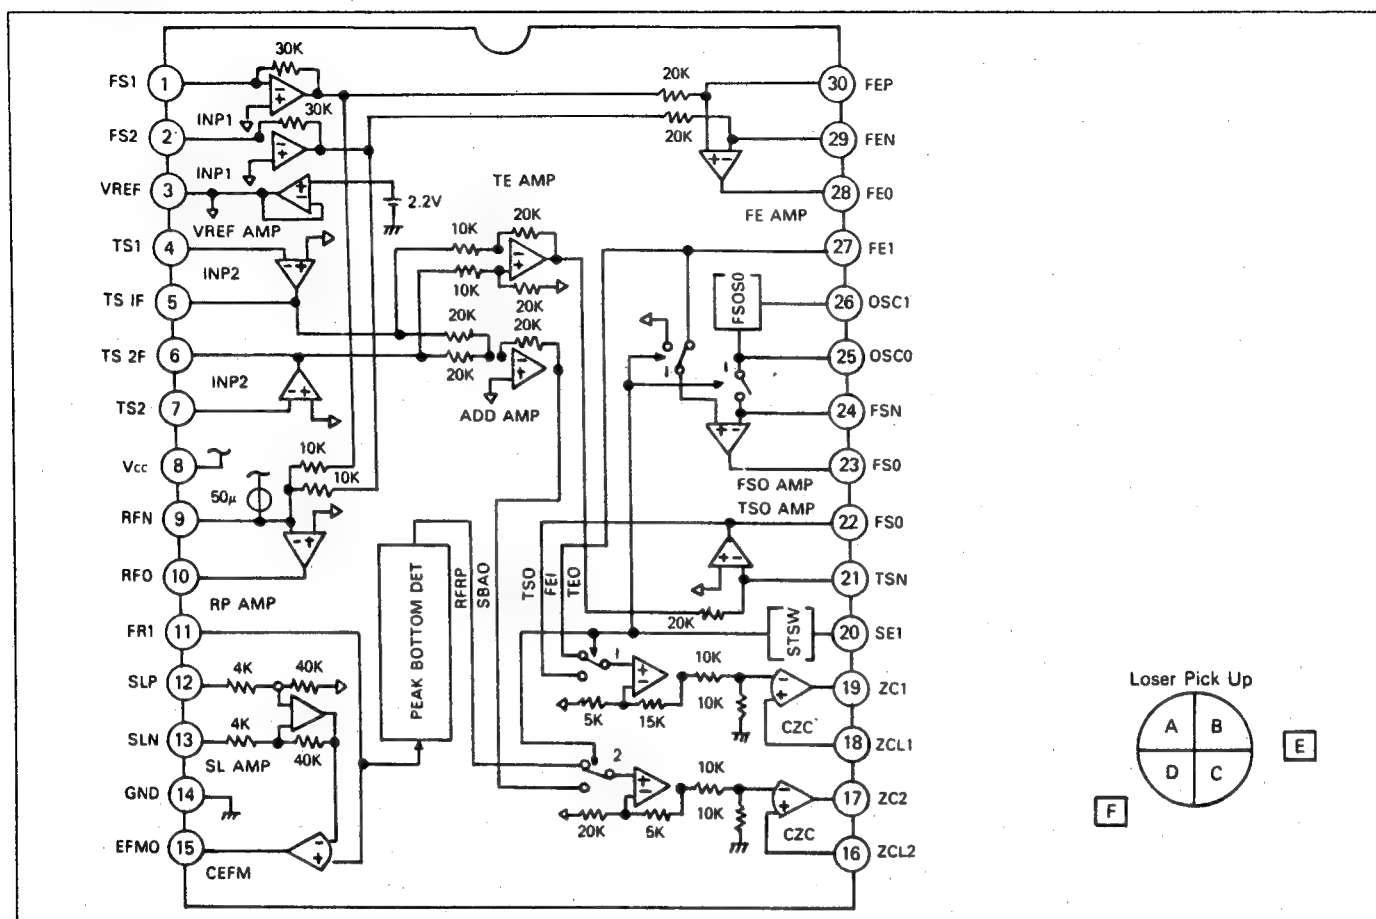 FS1
1
30K
INP1
30K
FS2
2
INP1
VREF
3
2.2V
VREF AMP
TS1
4
INP2
TS IF
5
TS 2F
6
INP2
TS2
7
Vcc
8
50μ
RFN
9
10K
10K
RFO
10
RP AMP
FR1
11
SLP
12
4K
40K
SLN
13
4K
40K
SL AMP
GND
14
EFMO
15
CEFM
TE AMP
10K
20K
10K
20K
20K
20K
20K
ADD AMP
PEAK BOTTOM DET
RFRP
SBAO
TSO
FEI
TEO
20K
20K
FE AMP
30
FEP
29
FEN
28
FE0
27
FE1
FSOSO
26
OSC1
25
OSC0
1
1
24
FSN
23
FS0
FSO AMP
TSO AMP
22
FS0
21
TSN
20K
STSW
20
SE1
1
5K
15K
10K
10K
CZC
19
ZC1
18
ZCL1
2
20K
5K
10K
10K
CZC
17
ZC2
16
ZCL2
Loser Pick Up
A
B
D
C
E
F